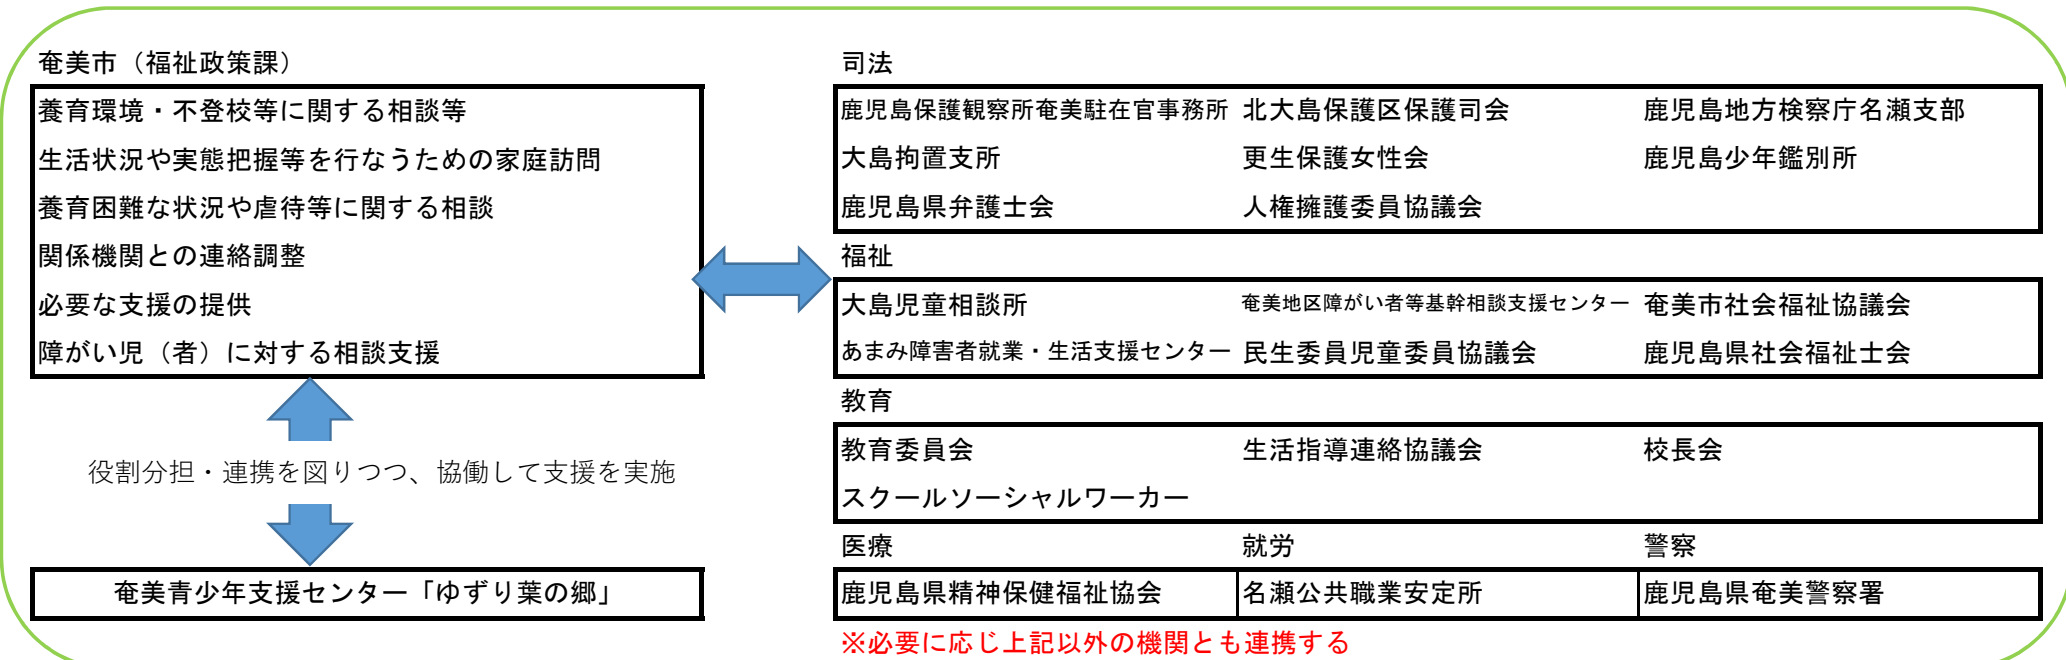 奄美市（福祉政策課）
養育環境・不登校等に関する相談等
生活状況や実態把握等を行なうための家庭訪問
養育困難な状況や虐待等に関する相談
関係機関との連絡調整
必要な支援の提供
障がい児（者）に対する相談支援
役割分担・連携を図りつつ、協働して支援を実施
奄美青少年支援センター「ゆずり葉の郷」
司法
鹿児島保護観察所奄美駐在官事務所 北大島保護区保護司会 鹿児島地方検察庁名瀬支部
大島拘置支所 更生保護女性会 鹿児島少年鑑別所
鹿児島県弁護士会 人権擁護委員協議会
福祉
大島児童相談所 奄美地区障がい者等基幹相談支援センター 奄美市社会福祉協議会
あまみ障害者就業・生活支援センター 民生委員児童委員協議会 鹿児島県社会福祉士会
教育
教育委員会 生活指導連絡協議会 校長会
スクールソーシャルワーカー
医療 就労 警察
鹿児島県精神保健福祉協会 名瀬公共職業安定所 鹿児島県奄美警察署
※必要に応じ上記以外の機関とも連携する